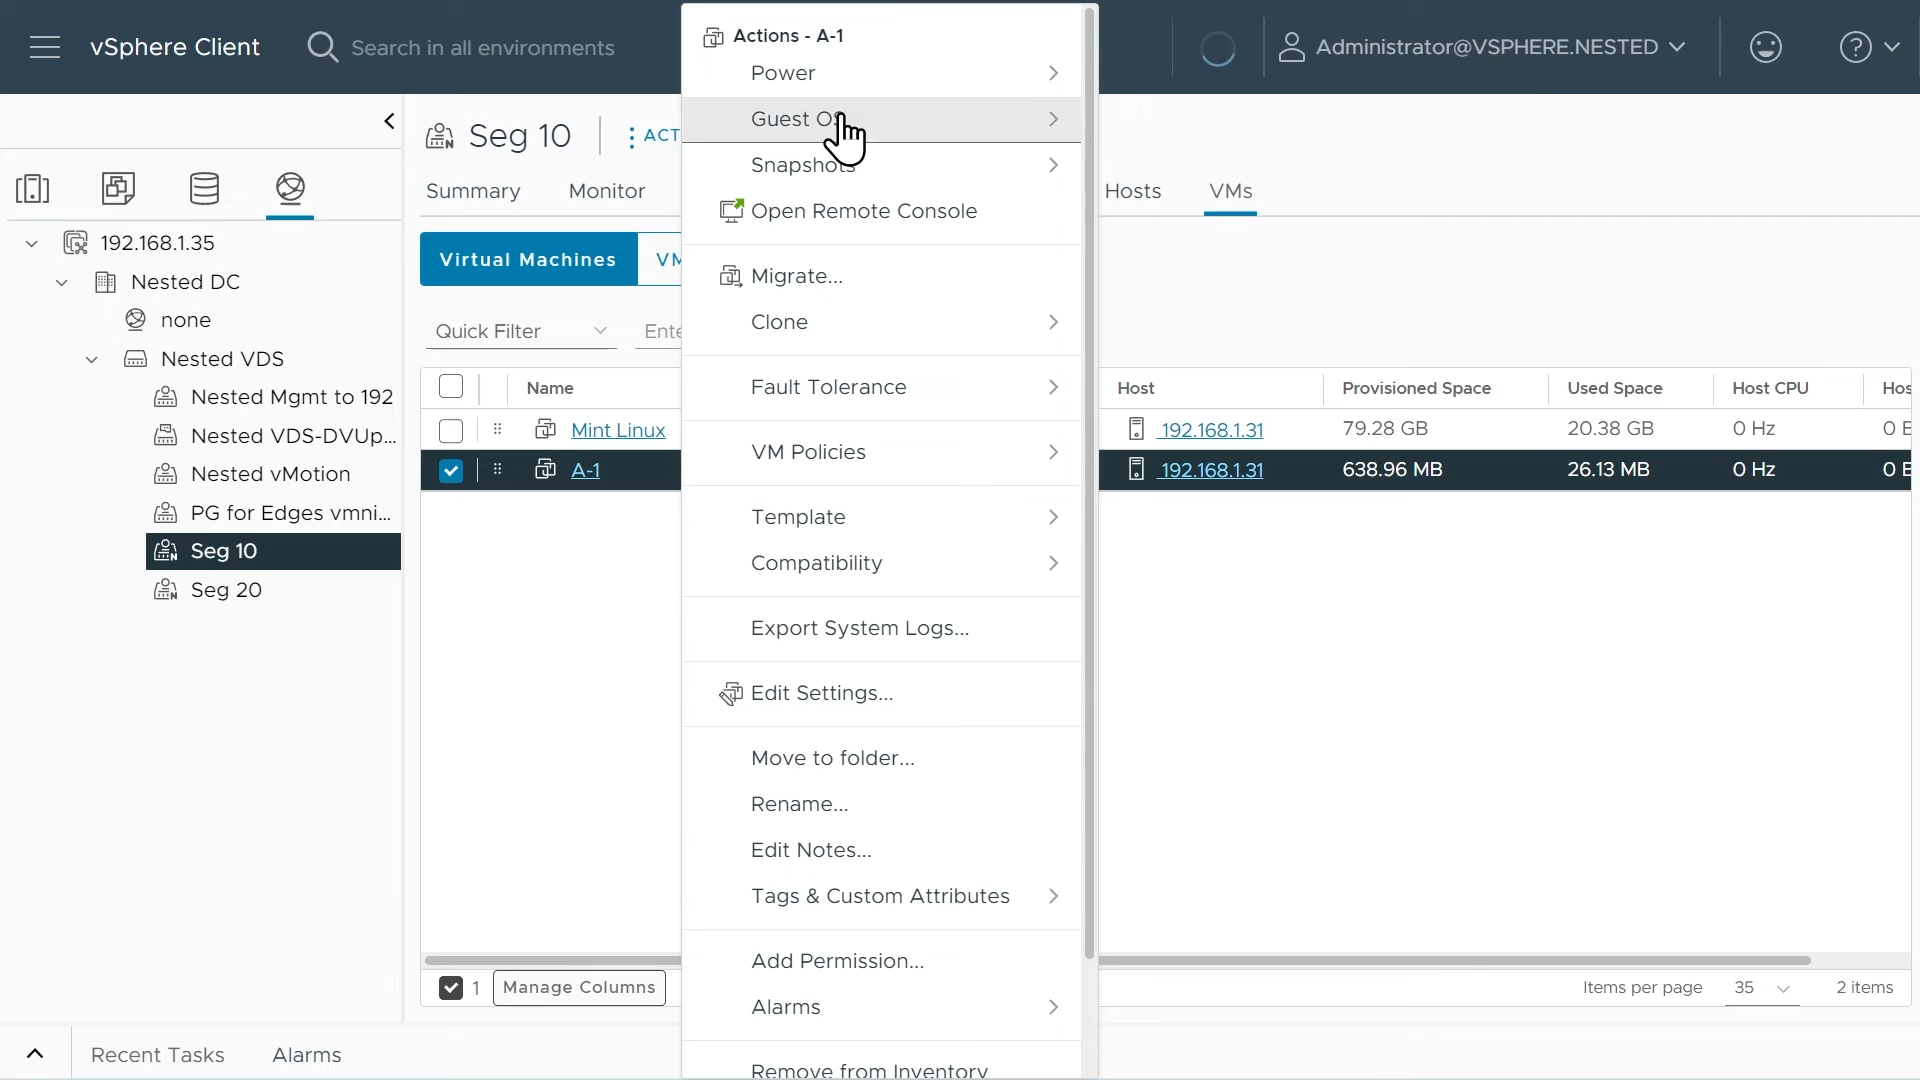 vSphere Client
Search in all environments
Administrator@VSPHERE.NESTED
192.168.1.35
Nested DC
none
Nested VDS
Nested Mgmt to 192
Nested VDS-DVUp...
Nested vMotion
PG for Edges vmni...
Seg 10
Seg 20
Seg 10
ACT
Summary
Monitor
Hosts
VMs
Virtual Machines
VM
Quick Filter
Ente
Name
Host
Provisioned Space
Used Space
Host CPU
Hos
Mint Linux
192.168.1.31
79.28 GB
20.38 GB
0 Hz
0 E
A-1
192.168.1.31
638.96 MB
26.13 MB
0 Hz
0 E
1
Manage Columns
Items per page
35
2 items
Actions - A-1
Power
Guest OS
Snapshots
Open Remote Console
Migrate...
Clone
Fault Tolerance
VM Policies
Template
Compatibility
Export System Logs...
Edit Settings...
Move to folder...
Rename...
Edit Notes...
Tags & Custom Attributes
Add Permission...
Alarms
Remove from Inventory
Recent Tasks
Alarms